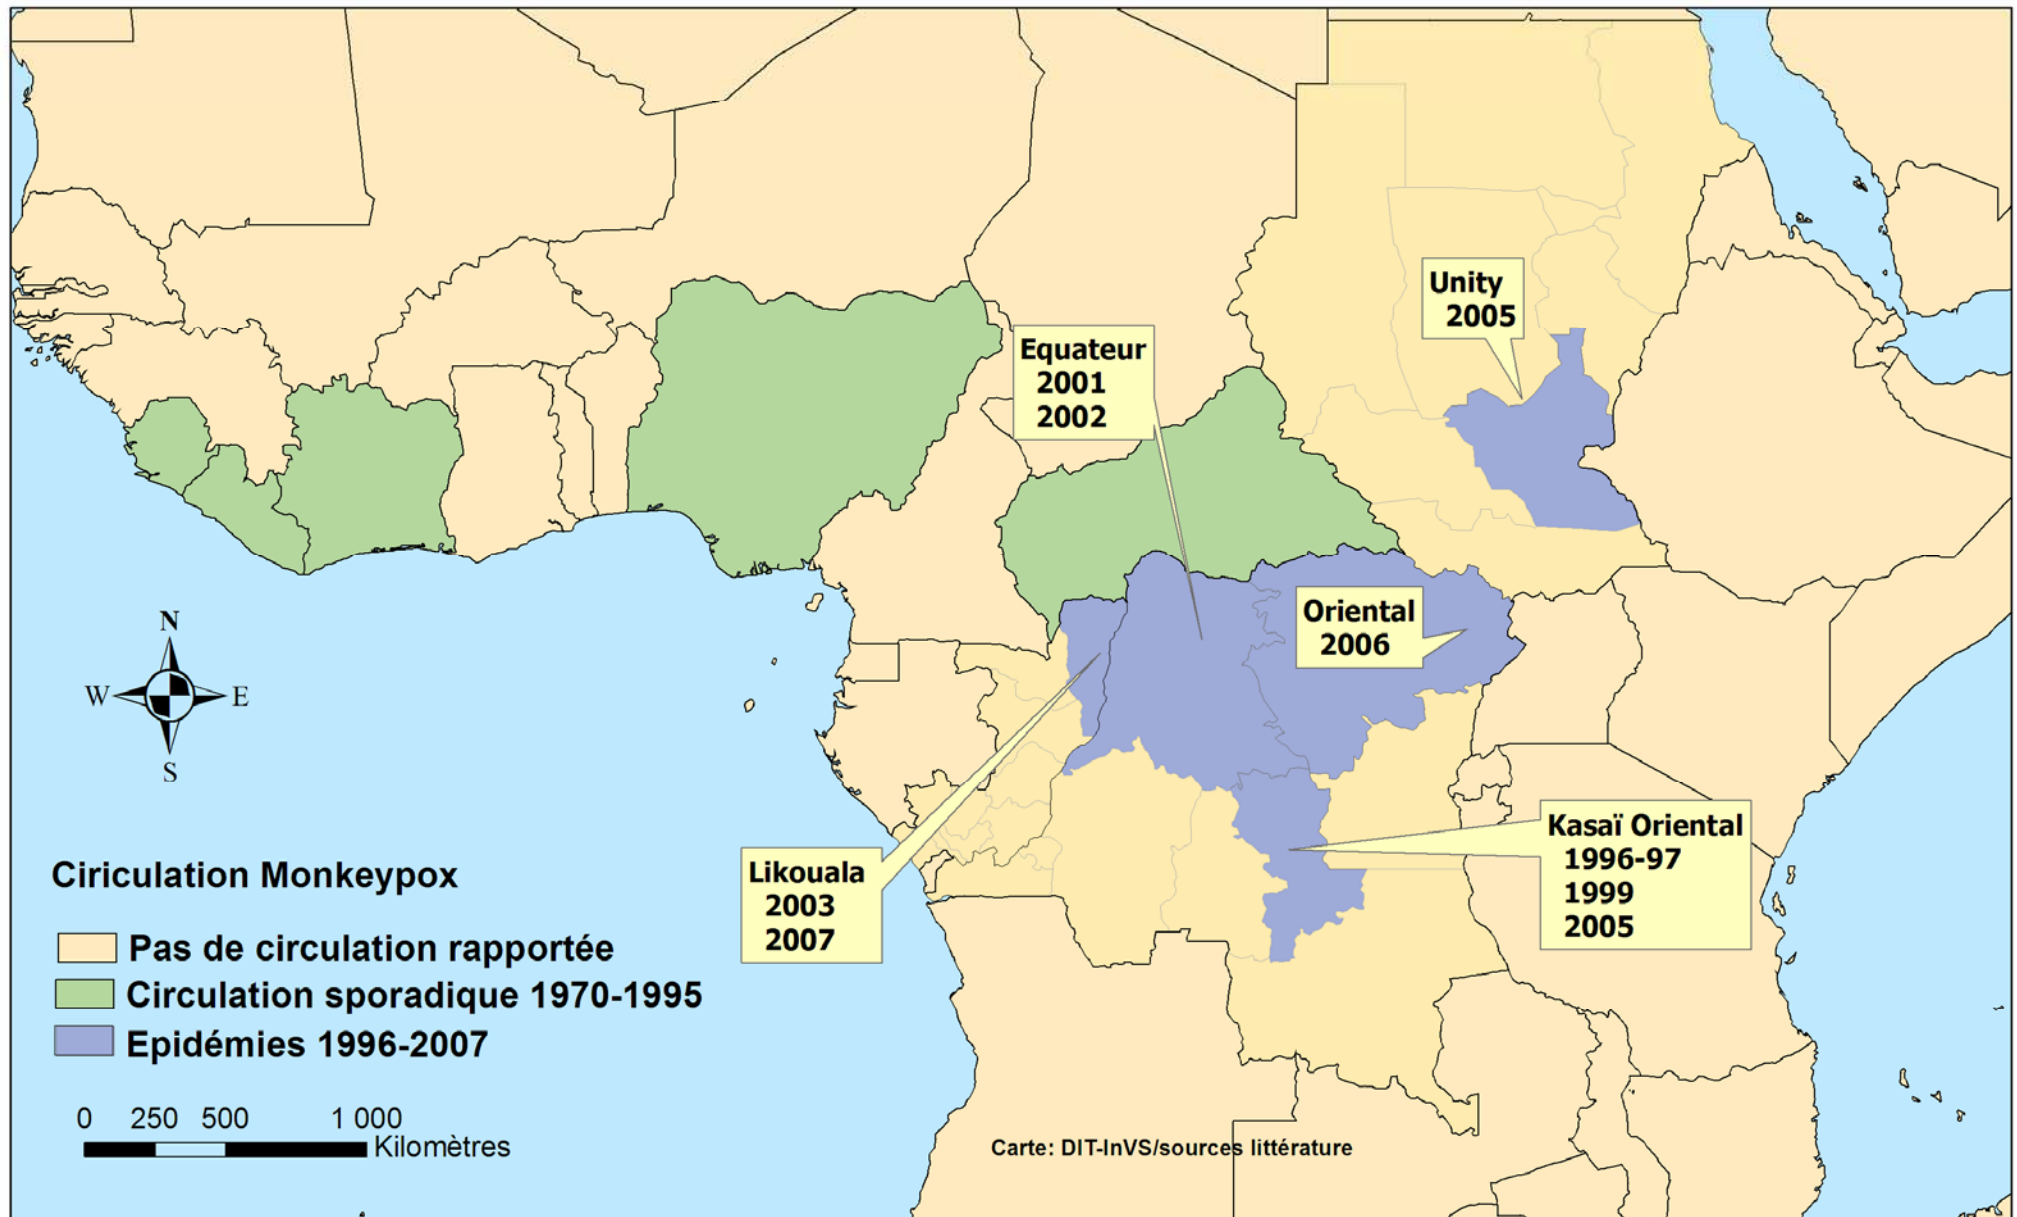 Unity
2005
Equateur
2001
2002
Oriental
2006
N
W
E
S
Likouala
2003
2007
Kasaï Oriental
1996-97
1999
2005
Ciriculation Monkeypox
Pas de circulation rapportée
Circulation sporadique 1970-1995
Epidémies 1996-2007
0 250 500 1 000
Kilomètres
Carte: DIT-InVS/sources littérature